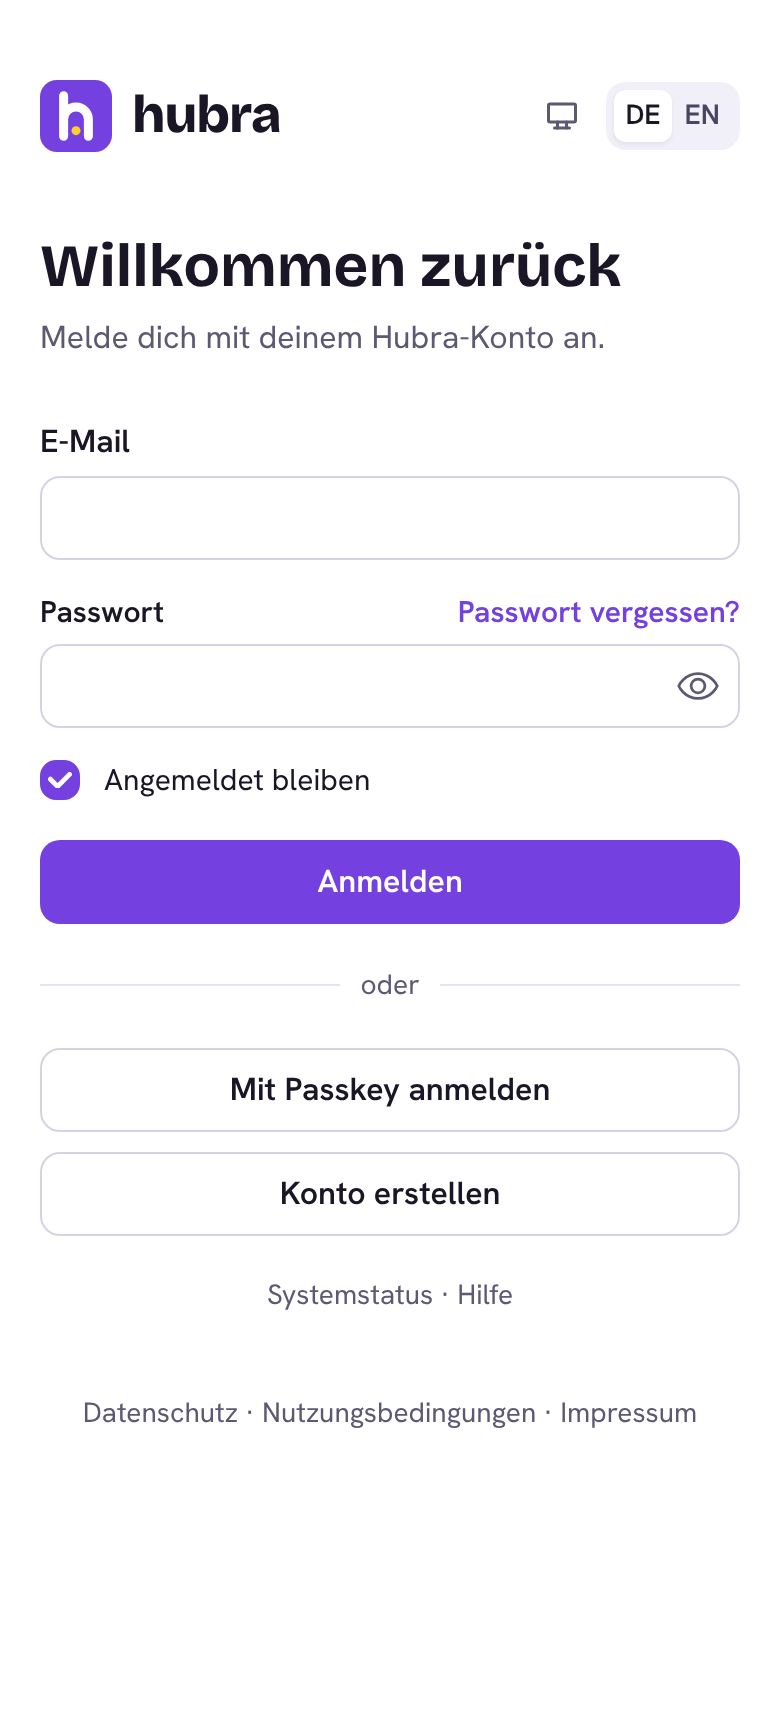 hubra
DE EN
Willkommen zurück
Melde dich mit deinem Hubra-Konto an.
E-Mail
Passwort Passwort vergessen?
Angemeldet bleiben
Anmelden
oder
Mit Passkey anmelden
Konto erstellen
Systemstatus · Hilfe
Datenschutz · Nutzungsbedingungen · Impressum